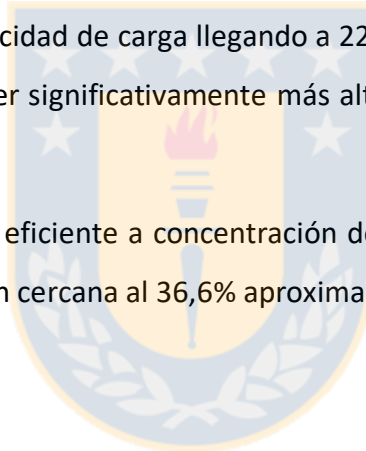 cidad de carga llegando a 22
er significativamente más alt
eficiente a concentración de
n cercana al 36,6% aproxima